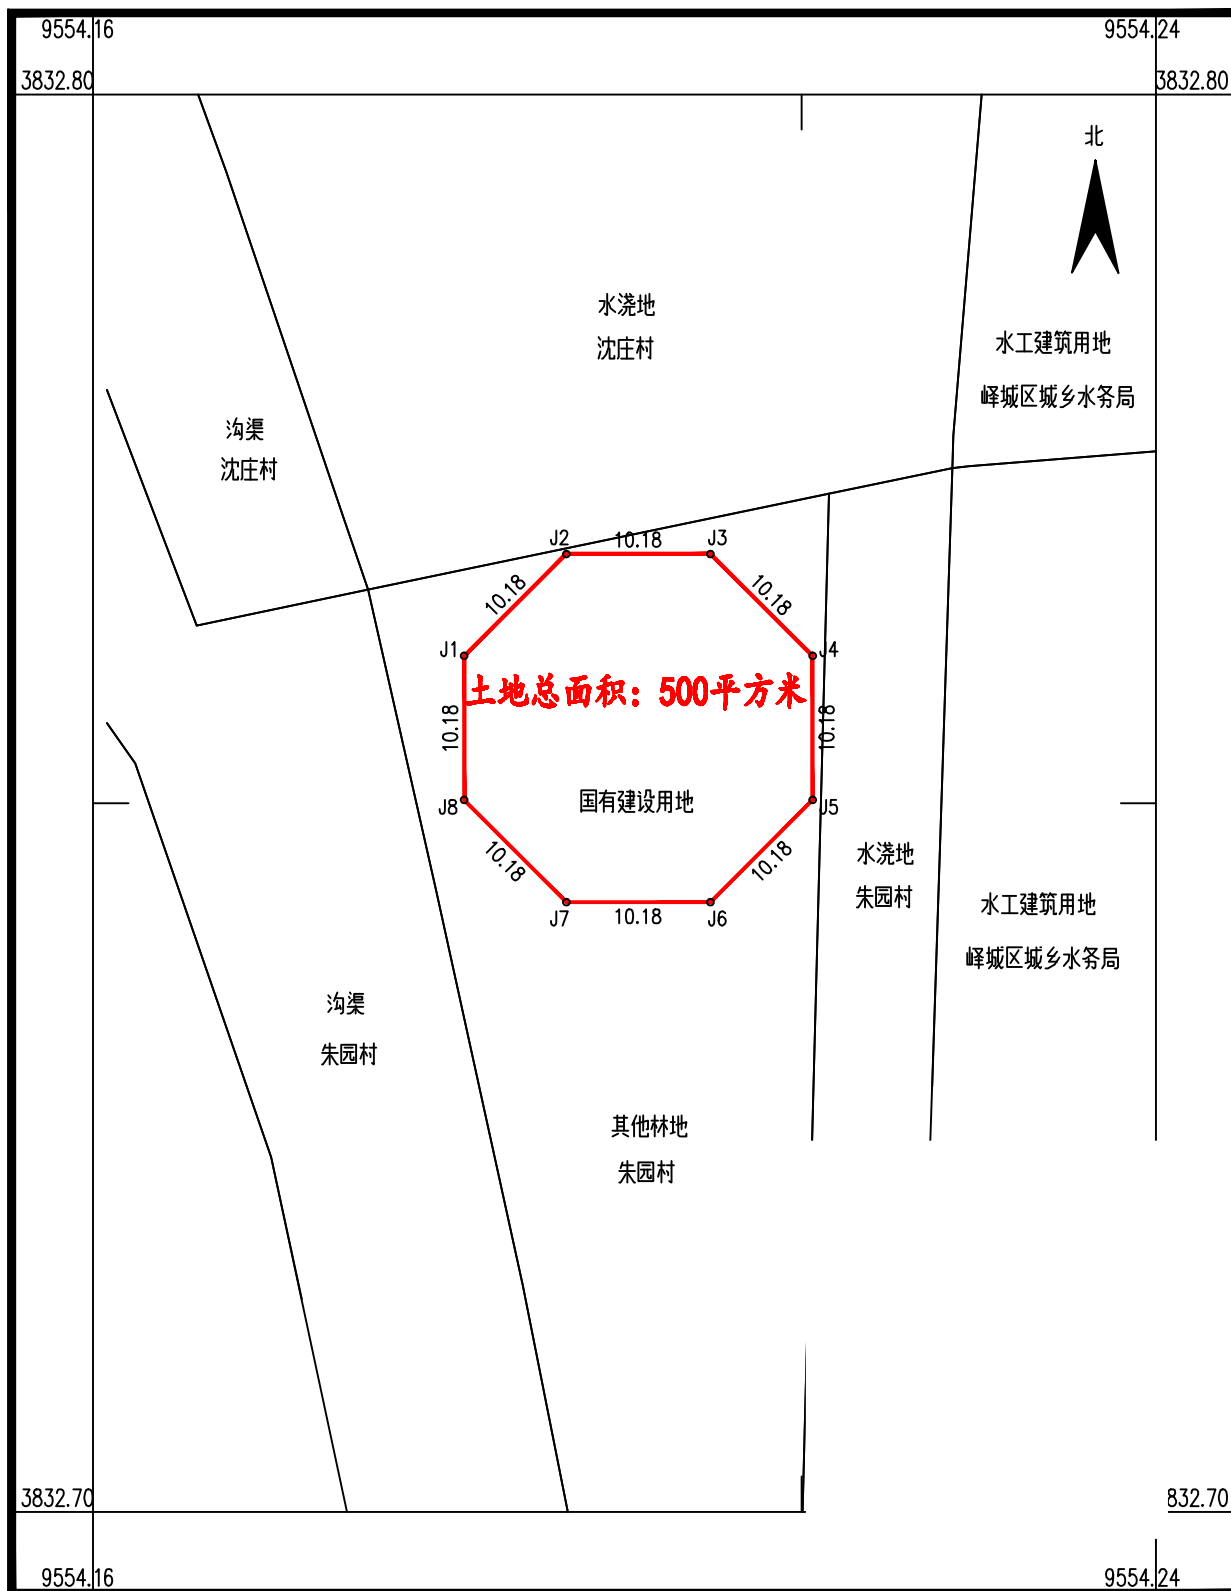 9554.16
9554.24
3832.80
3832.80
北
水浇地
沈庄村
水工建筑用地
峄城区城乡水务局
沟渠
沈庄村
J2
10.18
J3
10.18
10.18
J1
J4
土地总面积：500平方米
10.18
10.18
国有建设用地
J8
J5
10.18
10.18
水浇地
朱园村
J7
10.18
J6
水工建筑用地
峄城区城乡水务局
沟渠
朱园村
其他林地
朱园村
3832.70
832.70
9554.16
9554.24